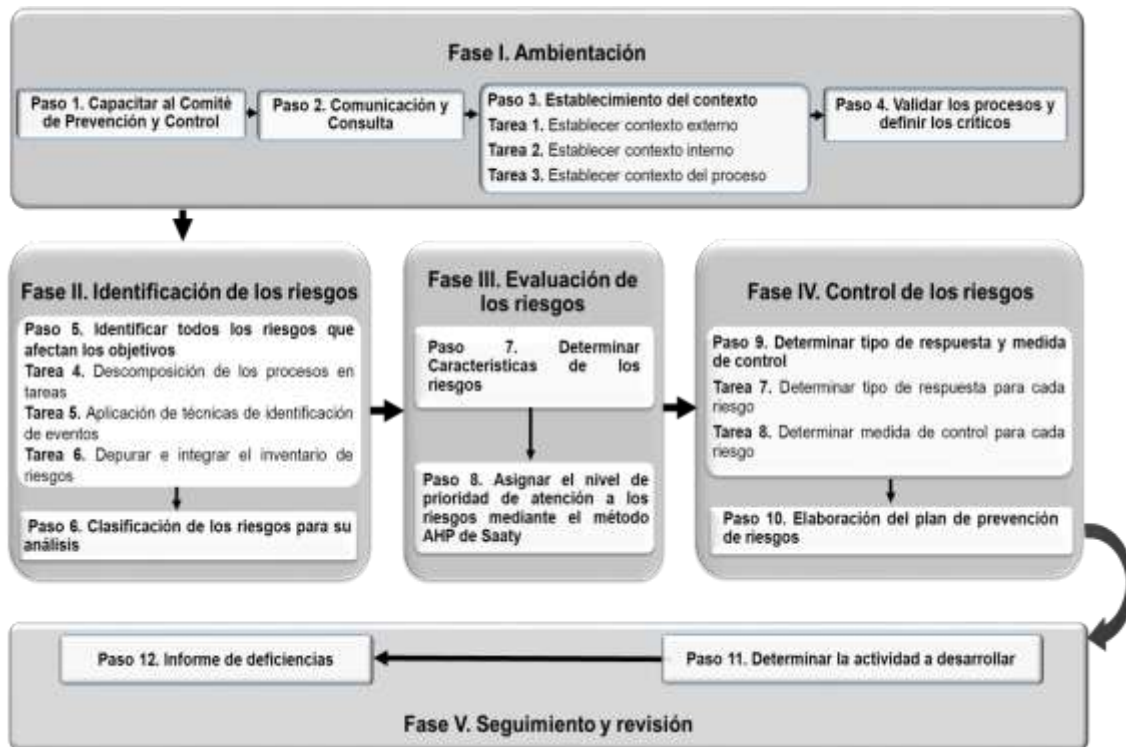 Fase I. Ambientación
Paso 1. Capacitar al Comité
de Prevención y Control
Paso 2. Comunicación y
Consulta
Paso 3. Establecimiento del contexto
Tarea 1. Establecer contexto externo
Tarea 2. Establecer contexto interno
Tarea 3. Establecer contexto del proceso
Paso 4. Validar los procesos y
definir los críticos
Fase II. Identificación de los riesgos
Paso 5. Identificar todos los riesgos que
afectan los objetivos
Tarea 4. Descomposición de los procesos en
tareas
Tarea 5. Aplicación de técnicas de identificación
de eventos
Tarea 6. Depurar e integrar el inventario de
riesgos
Paso 6. Clasificación de los riesgos para su
análisis
Fase III. Evaluación de
los riesgos
Paso 7. Determinar
Características de los
riesgos
Paso 8. Asignar el nivel de
prioridad de atención a los
riesgos mediante el método
AHP de Saaty
Fase IV. Control de los riesgos
Paso 9. Determinar tipo de respuesta y medida
de control
Tarea 7. Determinar tipo de respuesta para cada
riesgo
Tarea 8. Determinar medida de control para cada
riesgo
Paso 10. Elaboración del plan de prevención
de riesgos
Paso 12. Informe de deficiencias
Paso 11. Determinar la actividad a desarrollar
Fase V. Seguimiento y revisión